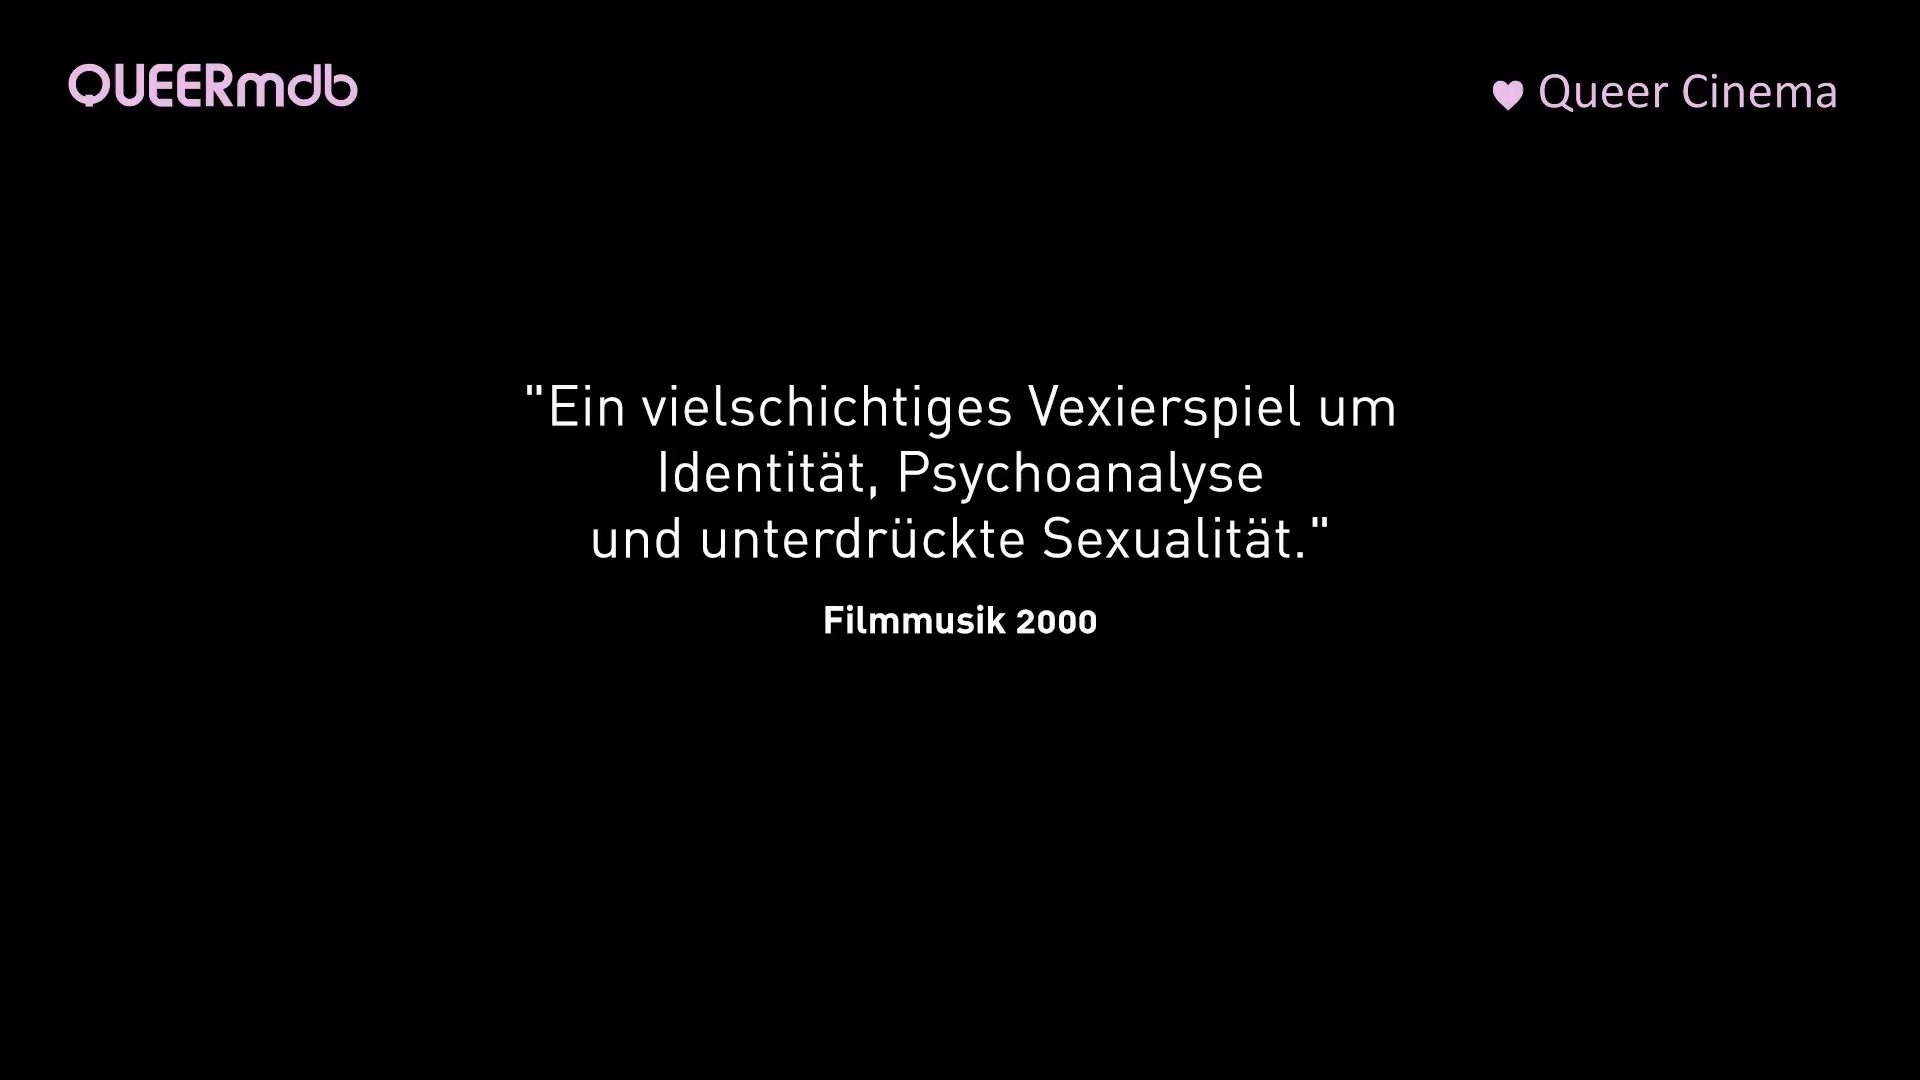 QUEERmdb
♥ Queer Cinema
"Ein vielschichtiges Vexierspiel um
Identität, Psychoanalyse
und unterdrückte Sexualität."
Filmmusik 2000